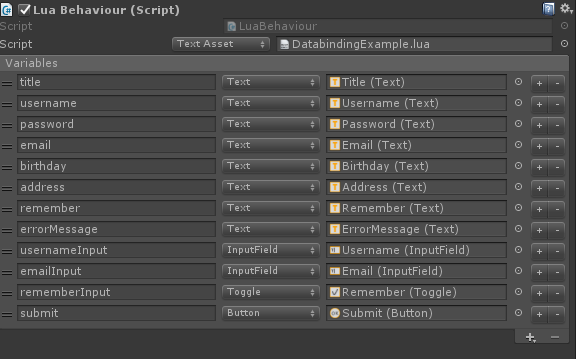 Lua Behaviour (Script)
Script LuaBehaviour
Script Text Asset DatabindingExample.lua
Variables
title Text Title (Text) + -
username Text Username (Text) + -
password Text Password (Text) + -
email Text Email (Text) + -
birthday Text Birthday (Text) + -
address Text Address (Text) + -
remember Text Remember (Text) + -
errorMessage Text ErrorMessage (Text) + -
usernameInput InputField Username (InputField) + -
emailInput InputField Email (InputField) + -
rememberInput Toggle Remember (Toggle) + -
submit Button Submit (Button) + -